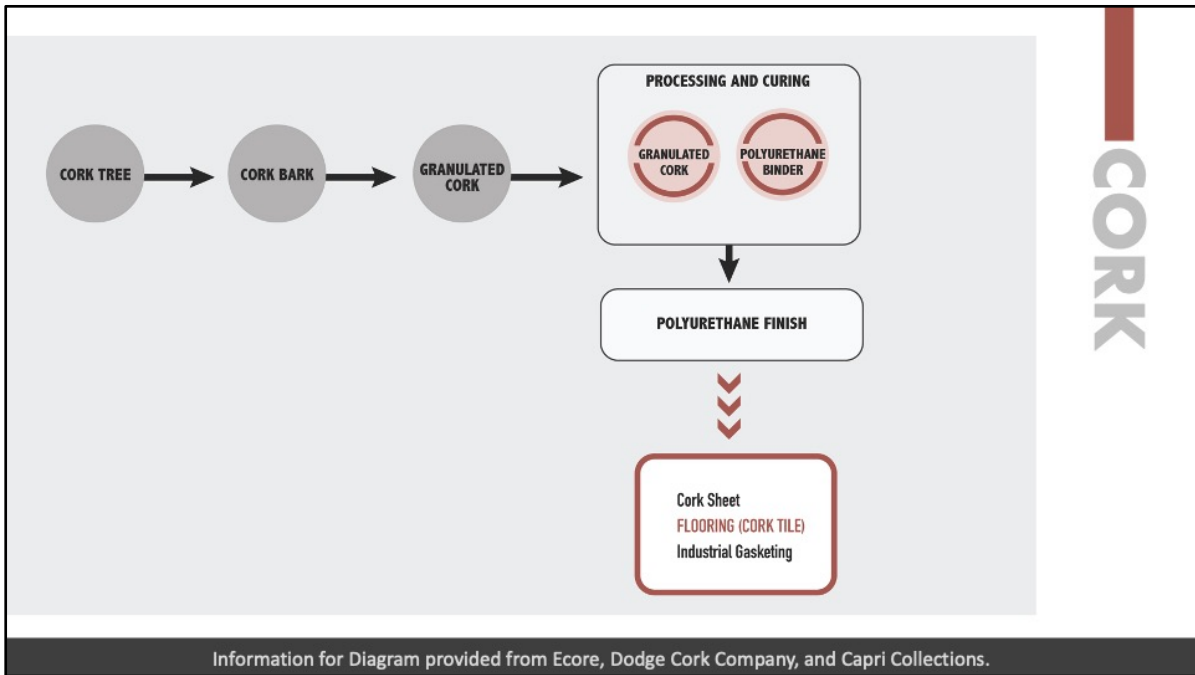 CORK
PROCESSING AND CURING
CORK TREE
CORK BARK
GRANULATED
CORK
GRANULATED
CORK
POLYURETHANE
BINDER
POLYURETHANE FINISH
Cork Sheet
FLOORING (CORK TILE)
Industrial Gasketing
Information for Diagram provided from Ecore, Dodge Cork Company, and Capri Collections.